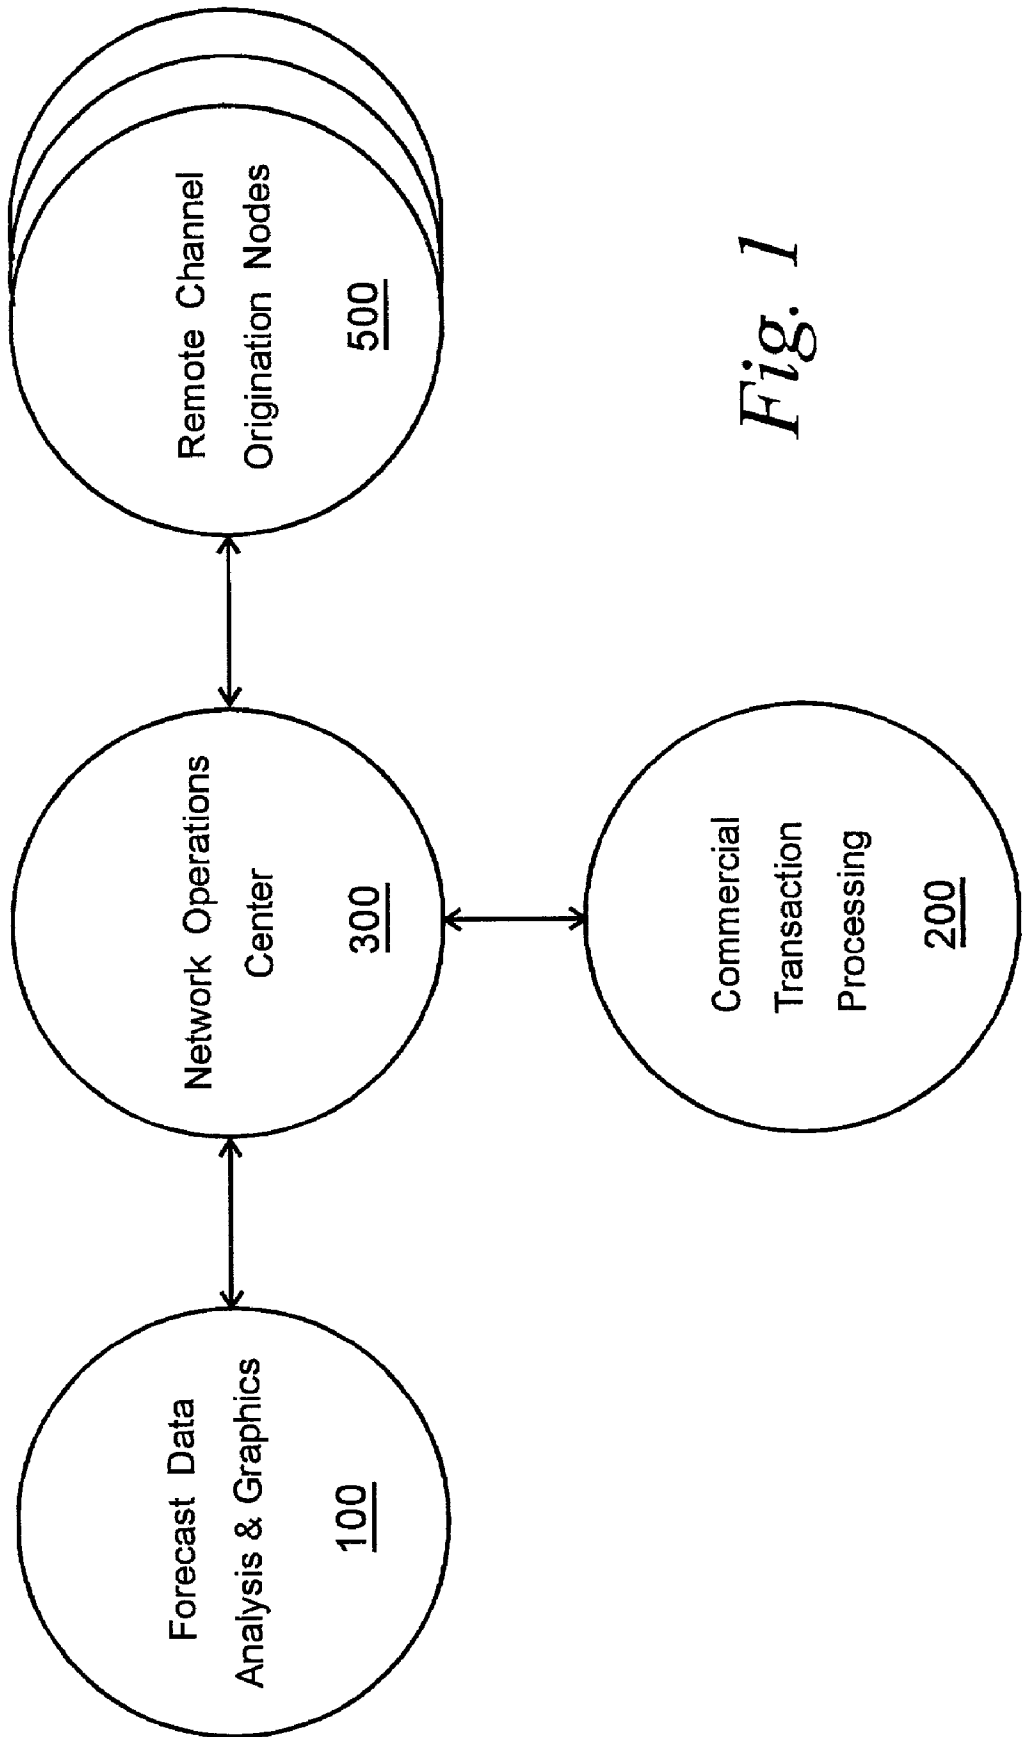 Forecast Data
Analysis & Graphics
100
Network Operations
Center
300
Remote Channel
Origination Nodes
500
Commercial
Transaction
Processing
200
Fig. 1